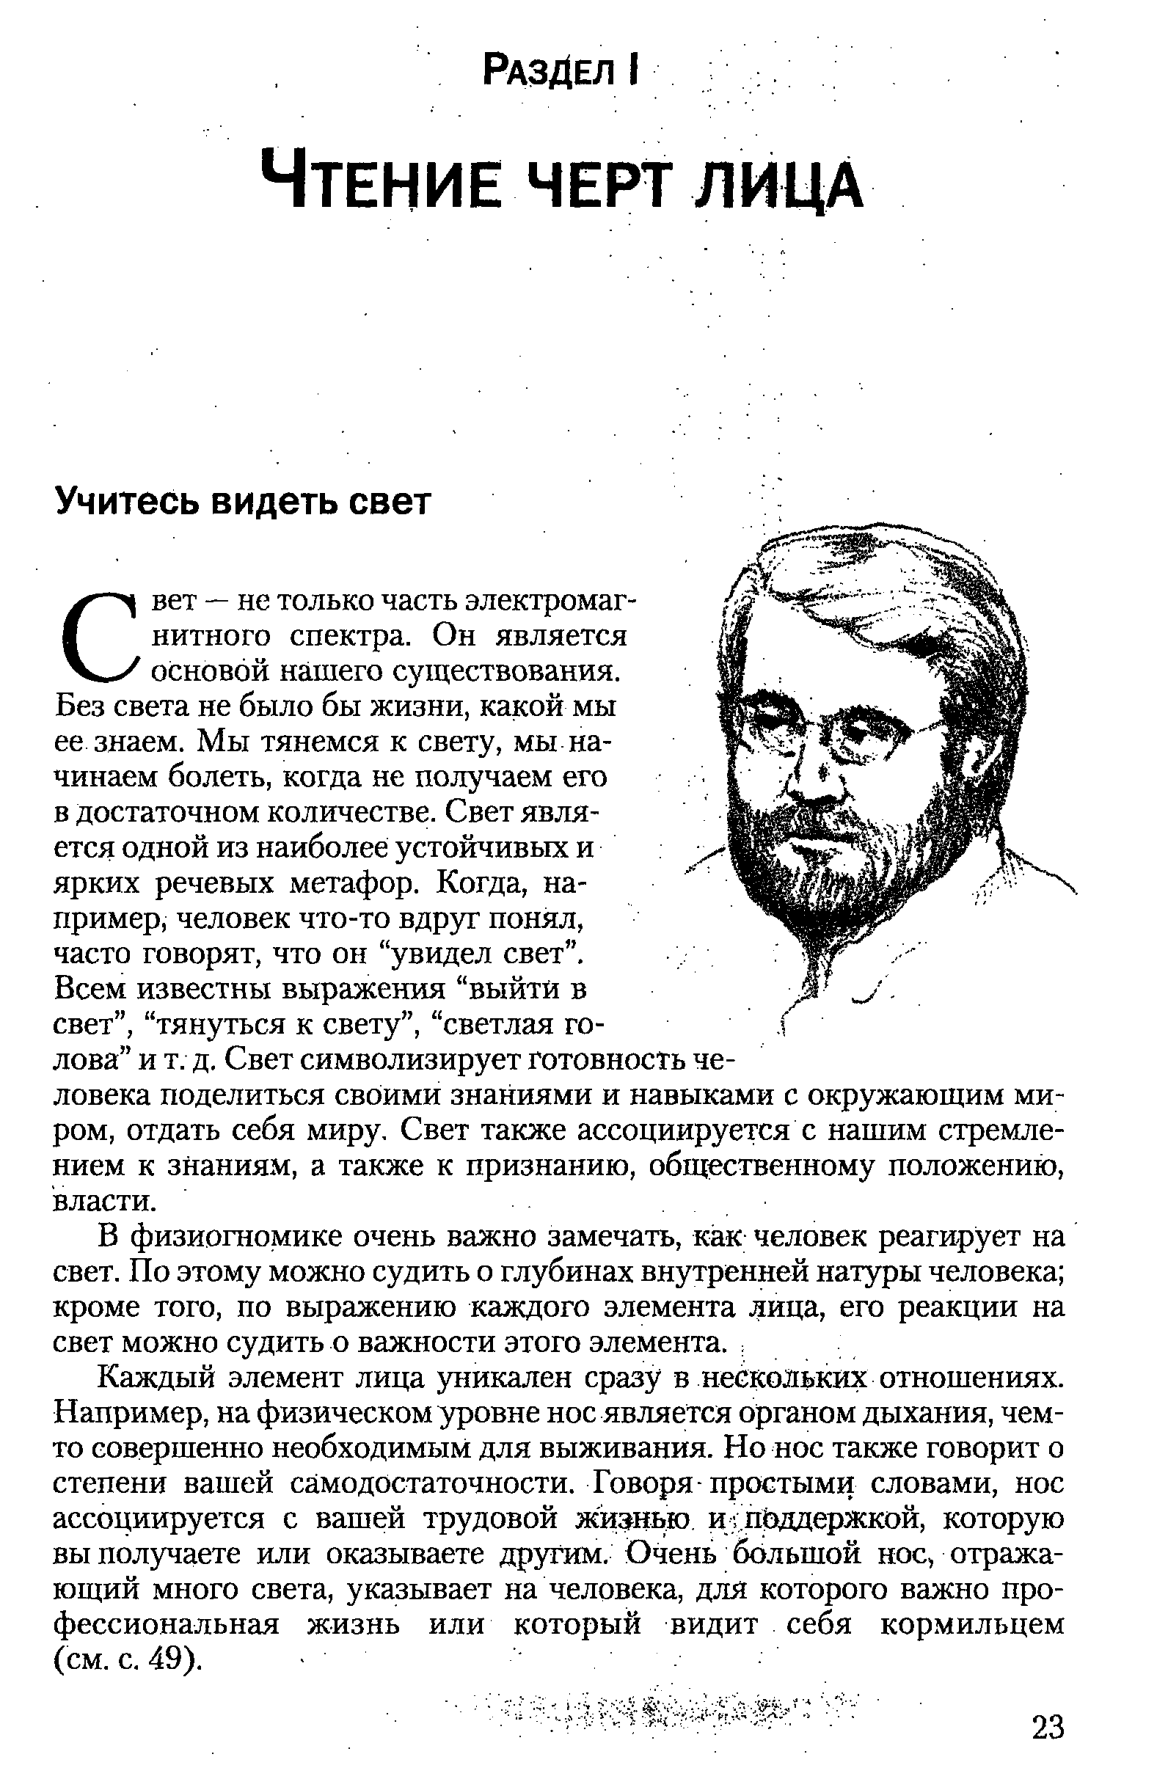 Раздел I
Чтение черт лица
Учитесь видеть свет
Свет — не только часть электромаг-
нитного спектра. Он является
основой нашего существования.
Без света не было бы жизни, какой мы
ее знаем. Мы тянемся к свету, мы на-
чинаем болеть, когда не получаем его
в достаточном количестве. Свет явля-
ется одной из наиболее устойчивых и
ярких речевых метафор. Когда, на-
пример, человек что-то вдруг понял,
часто говорят, что он “увидел свет”.
Всем известны выражения “выйти в
свет”, “тянуться к свету”, “светлая го-
лова” и т. д. Свет символизирует готовность че-
ловека поделиться своими знаниями и навыками с окружающим ми-
ром, отдать себя миру. Свет также ассоциируется с нашим стремле-
нием к знаниям, а также к признанию, общественному положению,
власти.
В физиогномике очень важно замечать, как человек реагирует на
свет. По этому можно судить о глубинах внутренней натуры человека;
кроме того, по выражению каждого элемента лица, его реакции на
свет можно судить о важности этого элемента.
Каждый элемент лица уникален сразу в нескольких отношениях.
Например, на физическом уровне нос является органом дыхания, чем-
то совершенно необходимым для выживания. Но нос также говорит о
степени вашей самодостаточности. Говоря простыми словами, нос
ассоциируется с вашей трудовой жизнью и поддержкой, которую
вы получаете или оказываете другим. Очень большой нос, отража-
ющий много света, указывает на человека, для которого важно про-
фессиональная жизнь или который видит себя кормильцем
(см. с. 49).
23